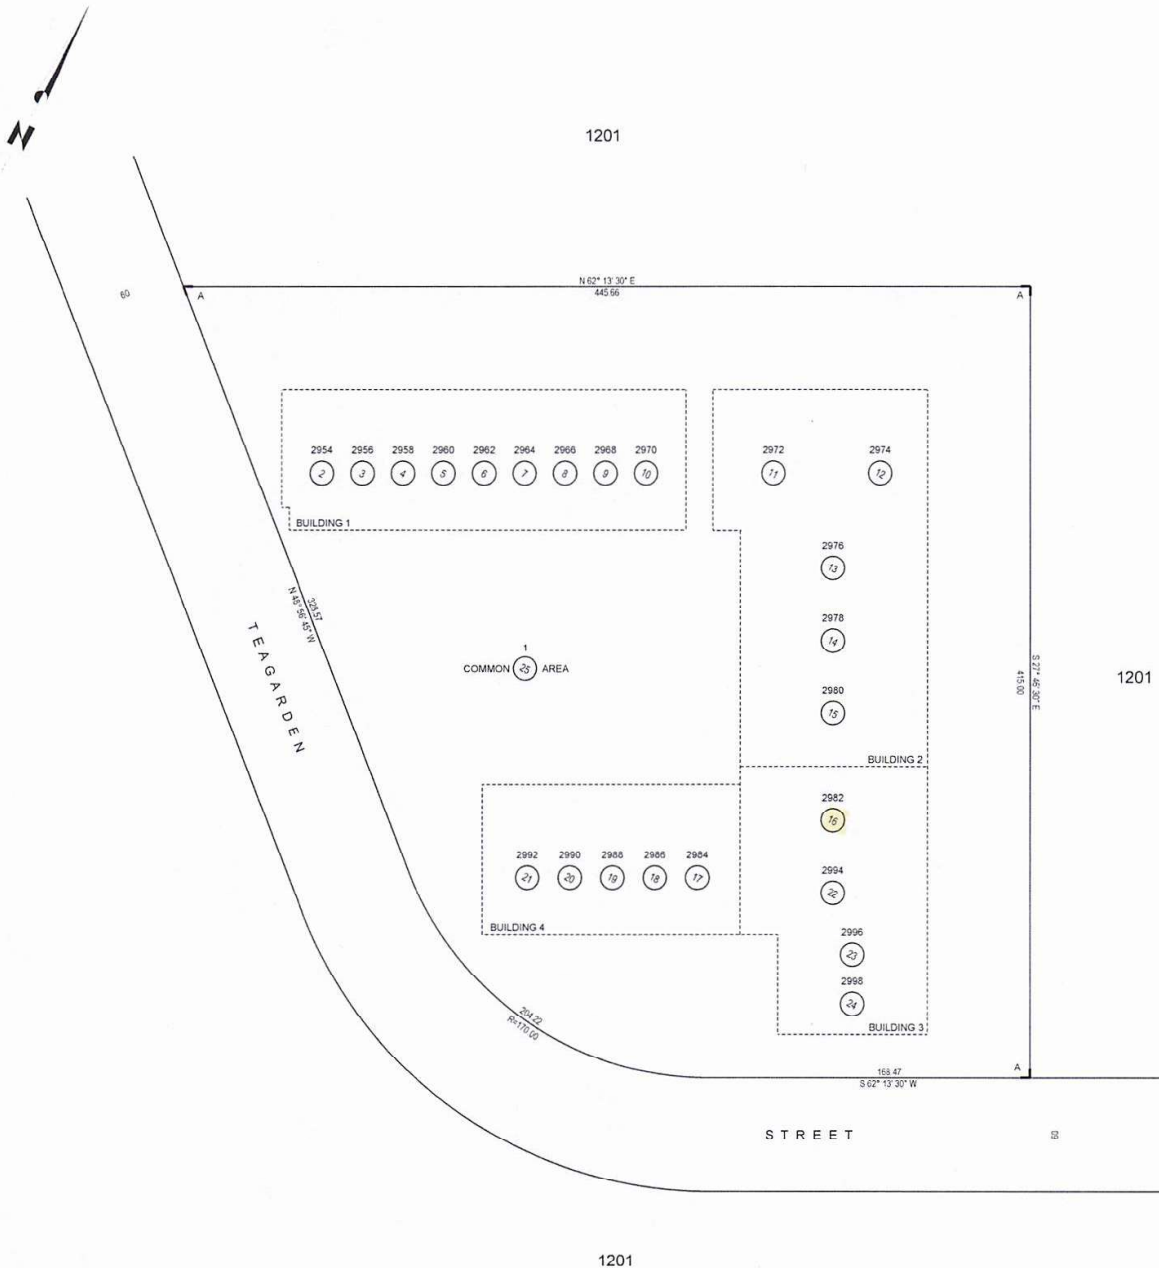 N
1201
60
A
N 62° 13' 30" E
445.66
A
2954 2956 2958 2960 2962 2964 2966 2968 2970
2 3 4 5 6 7 8 9 10
BUILDING 1
2972 2974
11 12
2976
13
2978
14
2980
15
BUILDING 2
328.57
N 48° 56' 45" W
TEAGARDEN
1
COMMON 25 AREA
S 27° 46' 30" E
415.00
1201
2982
16
2992 2990 2988 2986 2984
21 20 19 18 17
BUILDING 4
2994
22
2996
23
2998
24
BUILDING 3
204.22
R=170.00
168.47
S 62° 13' 30" W
A
STREET
1201